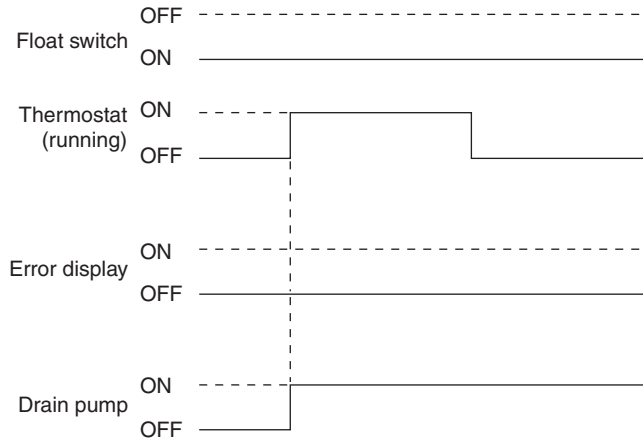 OFF
Float switch
ON
Thermostat ON
(running)
OFF
ON
Error display
OFF
ON
Drain pump
OFF